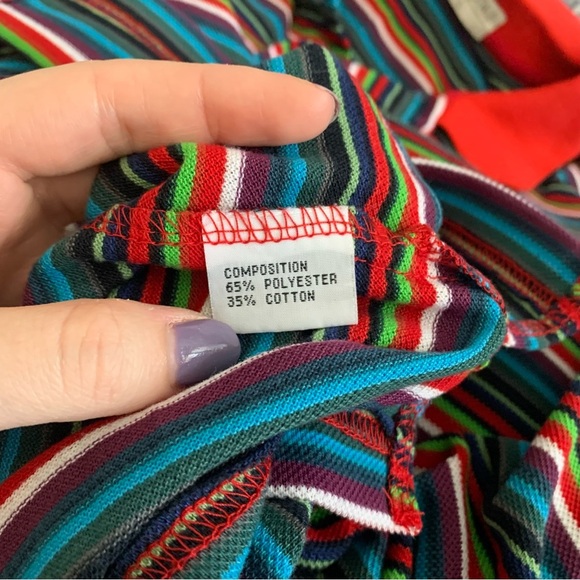 COMPOSITION
65% POLYESTER
35% COTTON